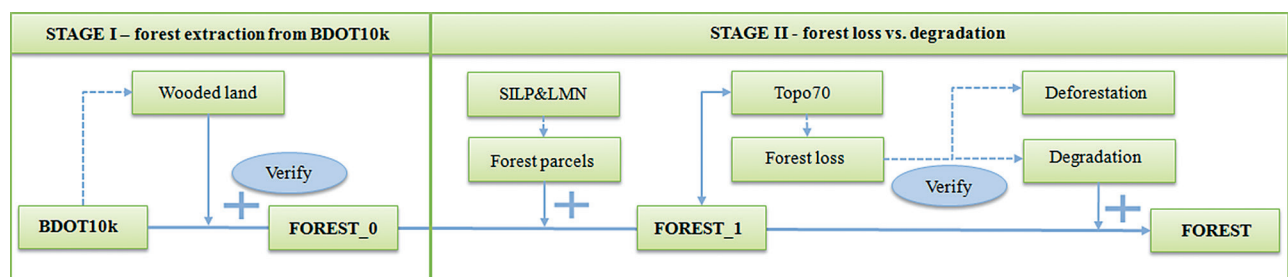 STAGE I – forest extraction from BDOT10k
STAGE II - forest loss vs. degradation
Wooded land
Verify
BDOT10k
FOREST_0
SILP&LMN
Forest parcels
Topo70
Forest loss
Deforestation
Degradation
Verify
FOREST_1
FOREST